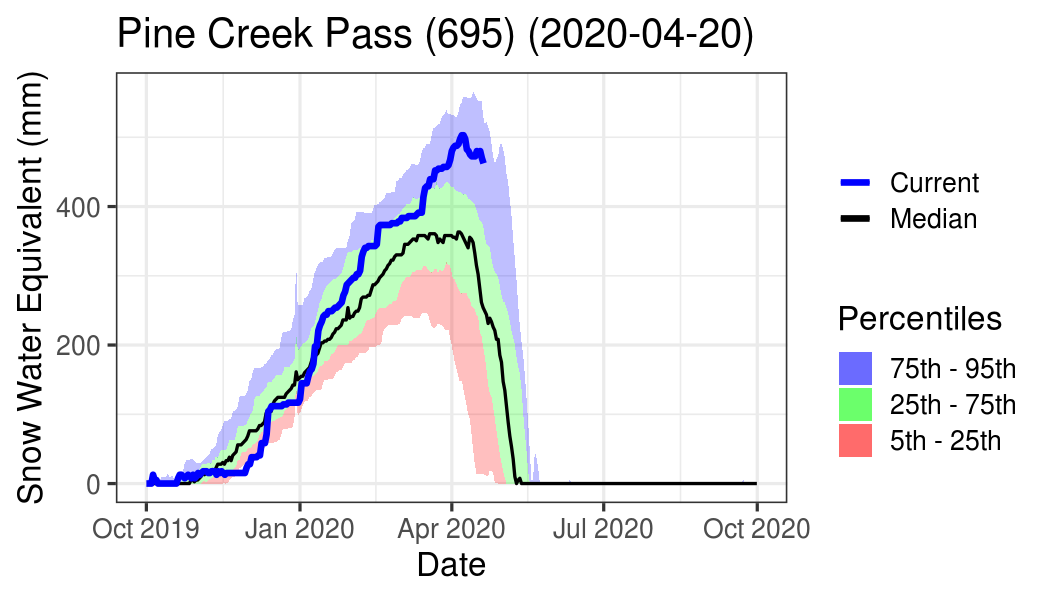 Pine Creek Pass (695) (2020-04-20)
Snow Water Equivalent (mm)
400
200
0
Oct 2019 Jan 2020 Apr 2020 Jul 2020 Oct 2020
Date
Current
Median
Percentiles
75th - 95th
25th - 75th
5th - 25th